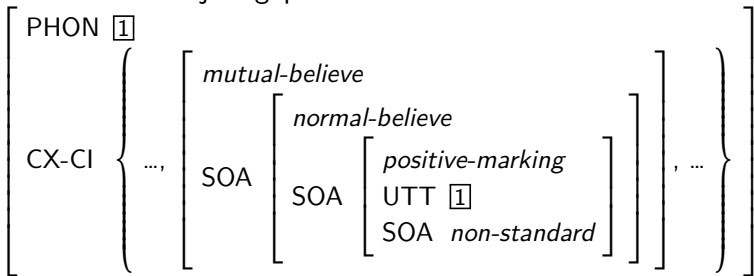 PHON 1
mutual-believe
normal-believe
positive-marking
CX-CI { …, SOA SOA UTT 1 , … }
SOA non-standard